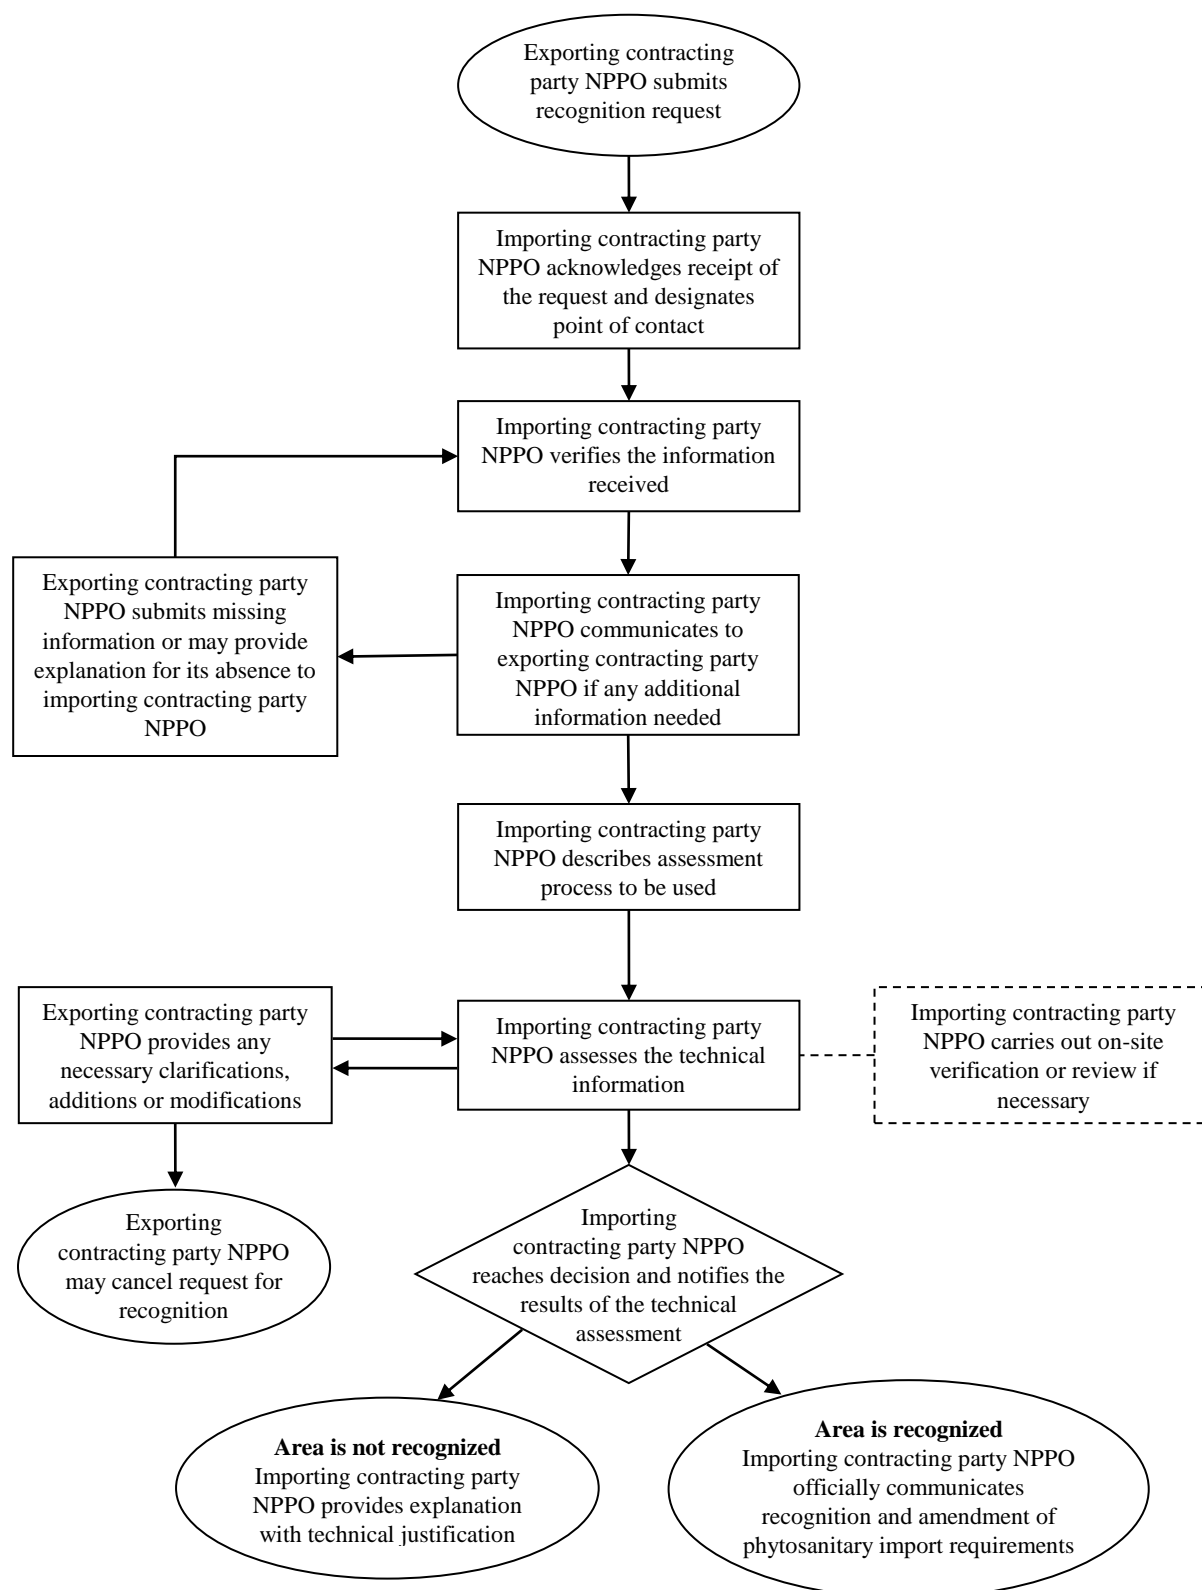 Exporting contracting
party NPPO submits
recognition request
Importing contracting party
NPPO acknowledges receipt of
the request and designates
point of contact
Importing contracting party
NPPO verifies the information
received
Exporting contracting party
NPPO submits missing
information or may provide
explanation for its absence to
importing contracting party
NPPO
Importing contracting party
NPPO communicates to
exporting contracting party
NPPO if any additional
information needed
Importing contracting party
NPPO describes assessment
process to be used
Exporting contracting party
NPPO provides any
necessary clarifications,
additions or modifications
Importing contracting party
NPPO assesses the technical
information
Importing contracting party
NPPO carries out on-site
verification or review if
necessary
Exporting
contracting party NPPO
may cancel request for
recognition
Importing
contracting party NPPO
reaches decision and notifies the
results of the technical
assessment
Area is not recognized
Importing contracting party
NPPO provides explanation
with technical justification
Area is recognized
Importing contracting party NPPO
officially communicates
recognition and amendment of
phytosanitary import requirements